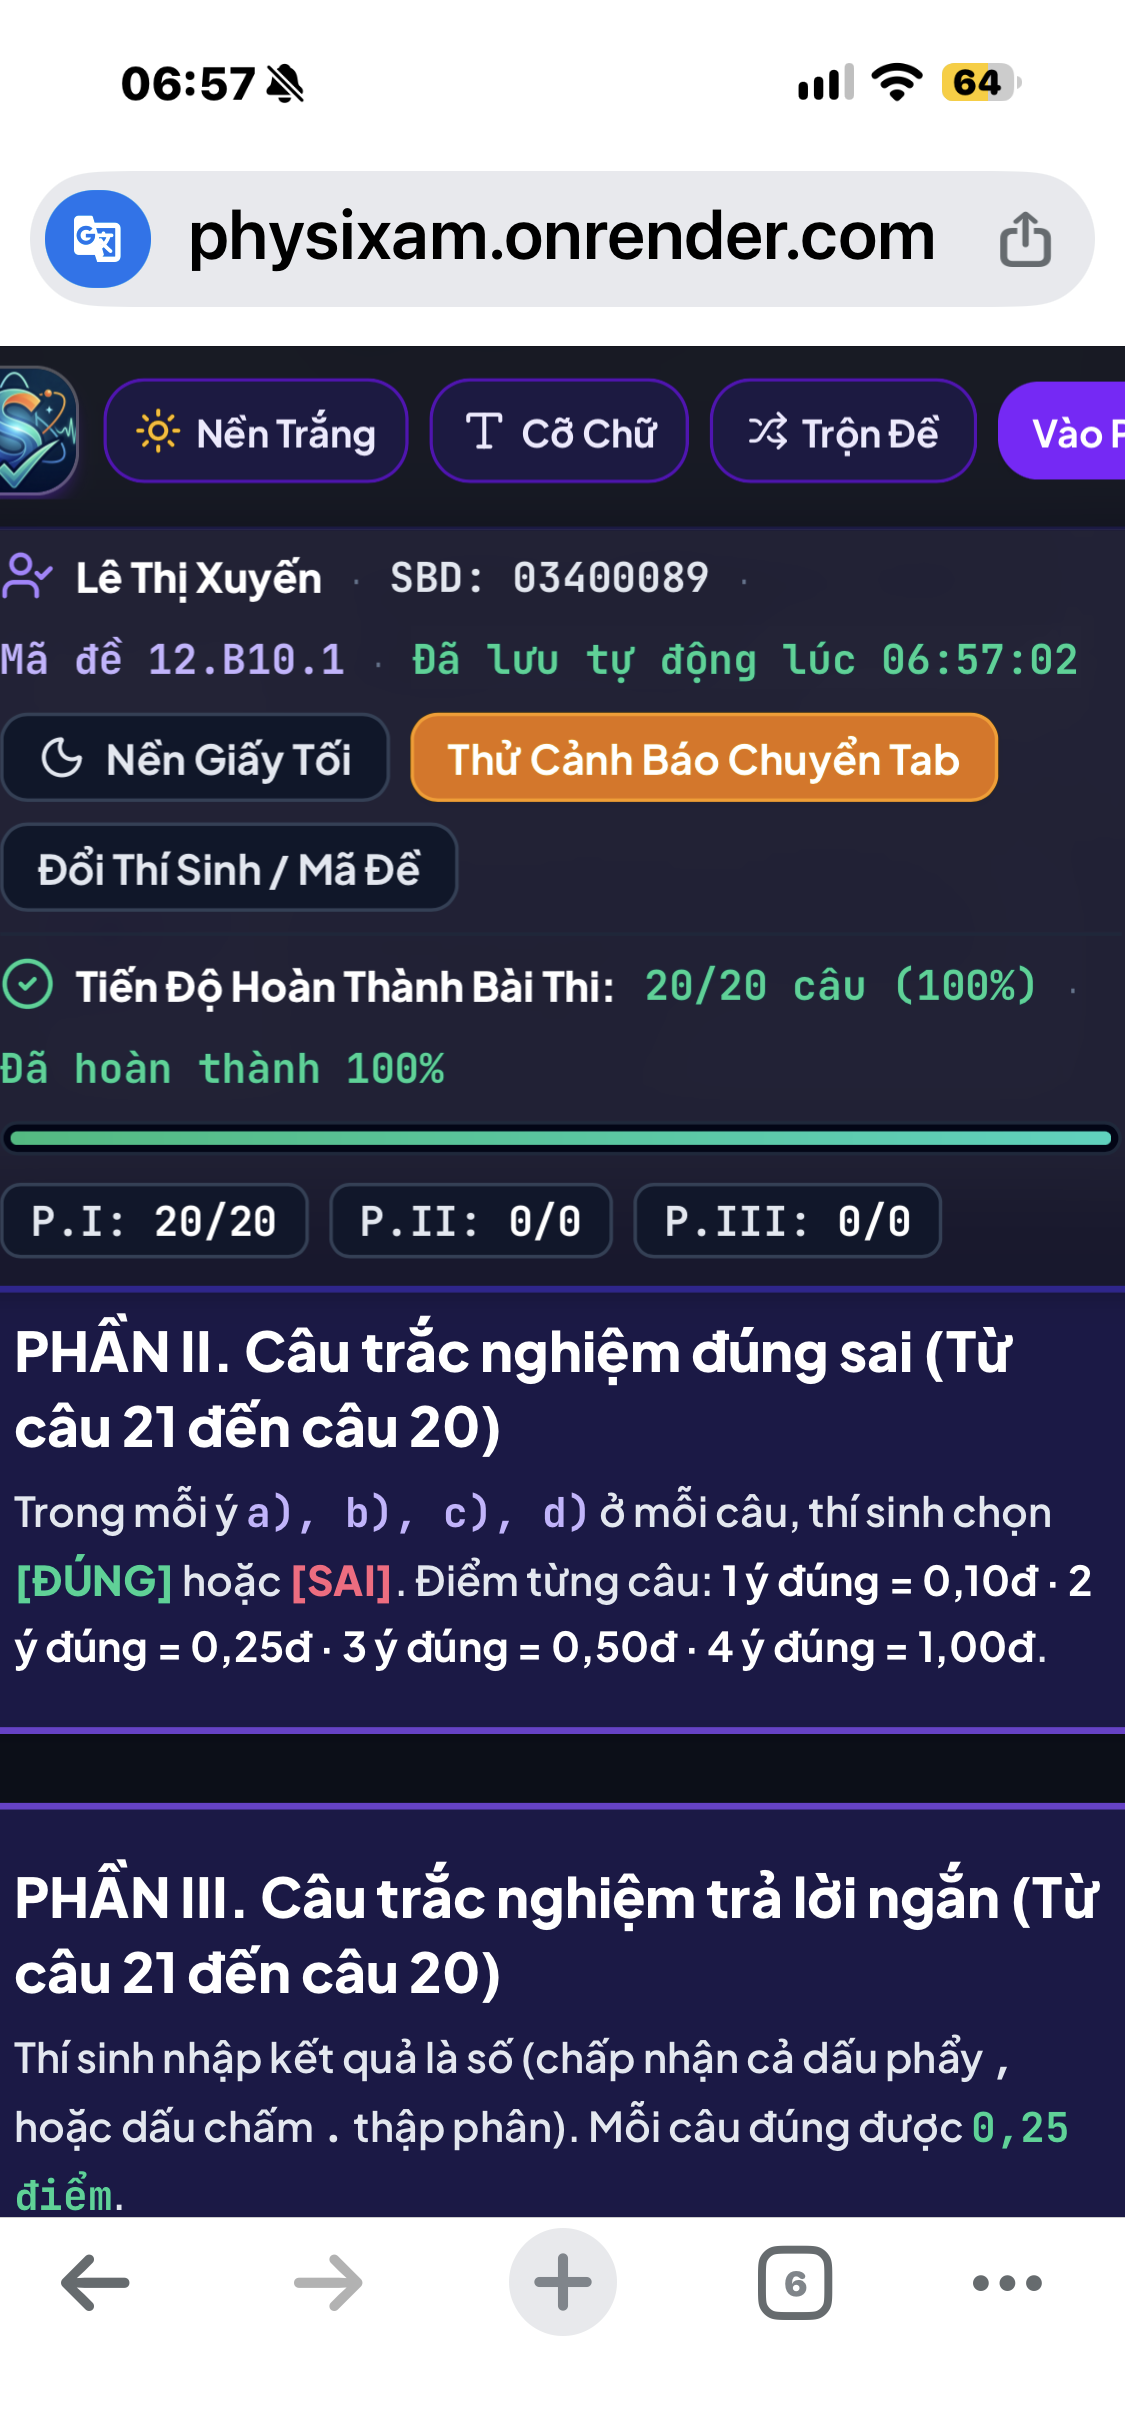 06:57
64
physixam.onrender.com
Nền Trắng
Cỡ Chữ
Trộn Đề
Vào P
Lê Thị Xuyến · SBD: 03400089 ·
Mã đề 12.B10.1 · Đã lưu tự động lúc 06:57:02
Nền Giấy Tối
Thử Cảnh Báo Chuyển Tab
Đổi Thí Sinh / Mã Đề
Tiến Độ Hoàn Thành Bài Thi: 20/20 câu (100%) ·
Đã hoàn thành 100%
P.I: 20/20
P.II: 0/0
P.III: 0/0
PHẦN II. Câu trắc nghiệm đúng sai (Từ
câu 21 đến câu 20)
Trong mỗi ý a), b), c), d) ở mỗi câu, thí sinh chọn
[ĐÚNG] hoặc [SAI]. Điểm từng câu: 1 ý đúng = 0,10đ · 2
ý đúng = 0,25đ · 3 ý đúng = 0,50đ · 4 ý đúng = 1,00đ.
PHẦN III. Câu trắc nghiệm trả lời ngắn (Từ
câu 21 đến câu 20)
Thí sinh nhập kết quả là số (chấp nhận cả dấu phẩy ,
hoặc dấu chấm . thập phân). Mỗi câu đúng được 0,25
điểm.
6